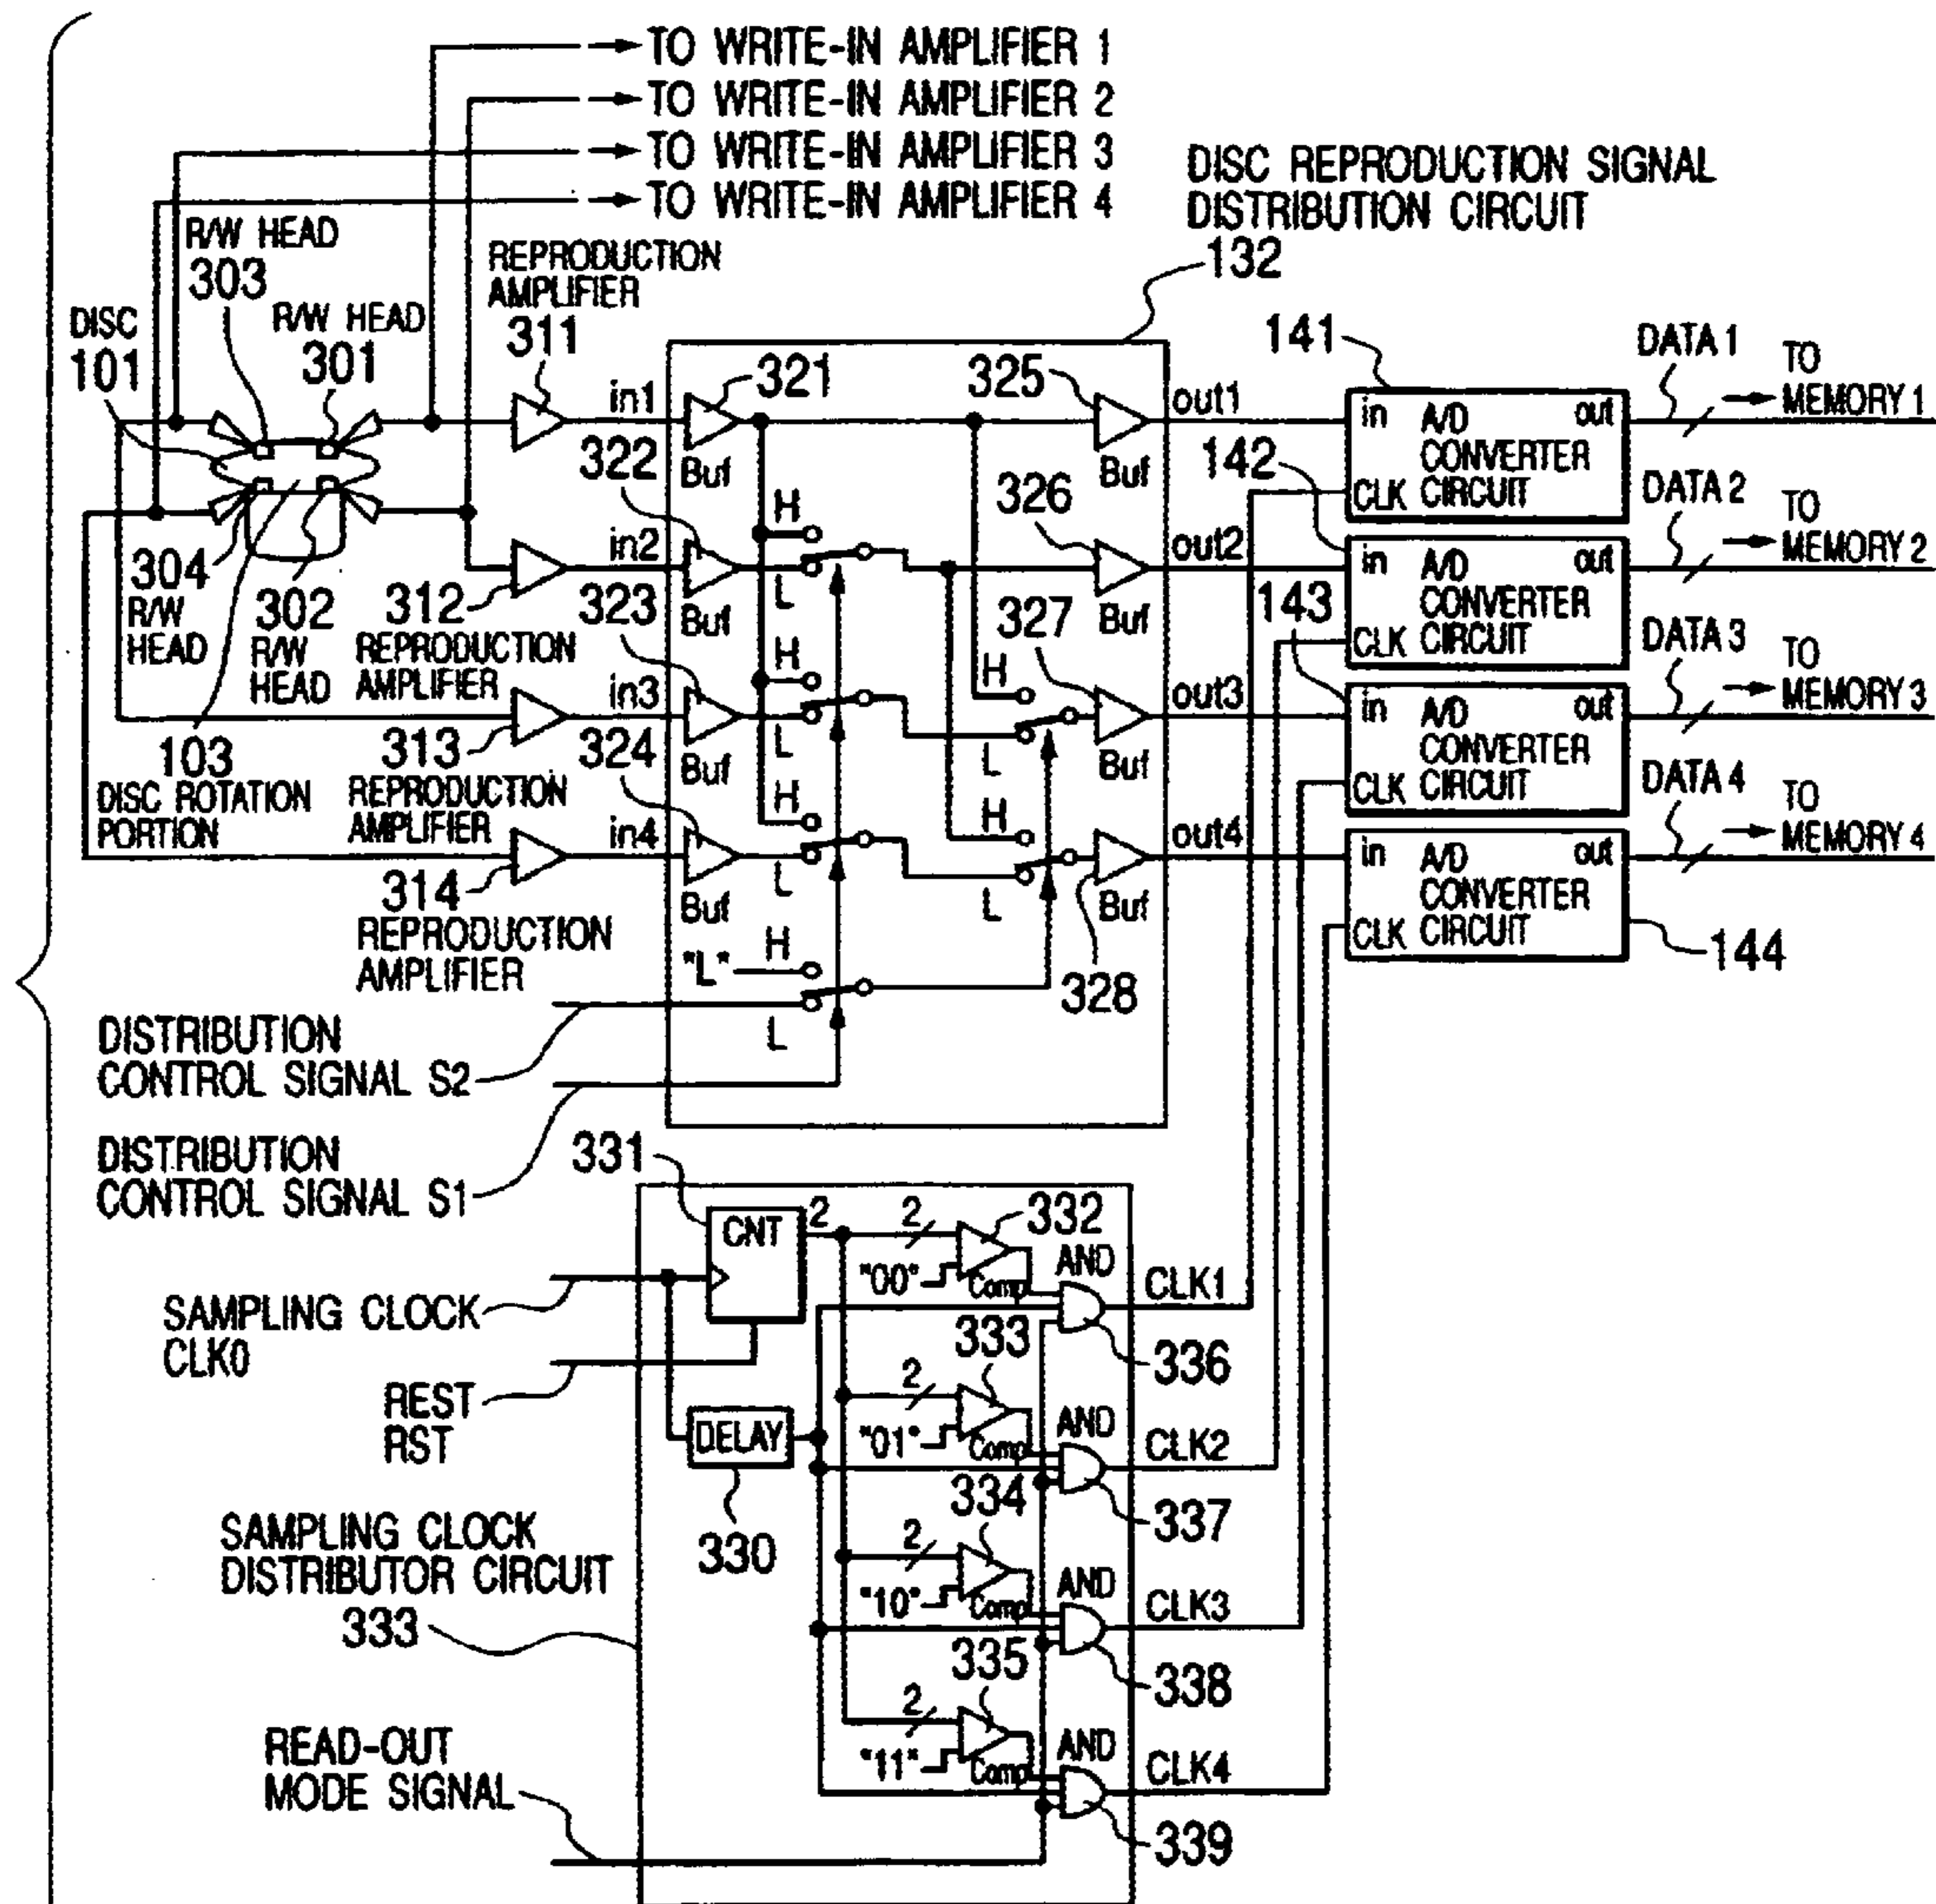 TO WRITE-IN AMPLIFIER 1
TO WRITE-IN AMPLIFIER 2
TO WRITE-IN AMPLIFIER 3
TO WRITE-IN AMPLIFIER 4
DISC REPRODUCTION SIGNAL
DISTRIBUTION CIRCUIT
132
R/W HEAD
303
REPRODUCTION
AMPLIFIER
311
DISC
101
R/W HEAD
301
in1
321
Buf
325
Buf
out1
141
in
A/D
CONVERTER
CIRCUIT
CLK
out
DATA 1
TO
MEMORY 1
304
R/W
HEAD
302
R/W
HEAD
312
REPRODUCTION
AMPLIFIER
in2
322
Buf
H
L
326
Buf
out2
142
in
A/D
CONVERTER
CIRCUIT
CLK
out
DATA 2
TO
MEMORY 2
103
DISC ROTATION
PORTION
313
REPRODUCTION
AMPLIFIER
in3
323
Buf
H
L
H
L
327
Buf
out3
143
in
A/D
CONVERTER
CIRCUIT
CLK
out
DATA 3
TO
MEMORY 3
314
REPRODUCTION
AMPLIFIER
in4
324
Buf
H
L
H
L
328
Buf
out4
in
A/D
CONVERTER
CIRCUIT
CLK
out
144
DATA 4
TO
MEMORY 4
"L"
H
L
DISTRIBUTION
CONTROL SIGNAL S2
DISTRIBUTION
CONTROL SIGNAL S1
331
CNT
2
2
332
"00"
Comp
AND
CLK1
336
SAMPLING CLOCK
CLK0
REST
RST
DELAY
330
2
333
"01"
Comp
AND
CLK2
337
SAMPLING CLOCK
DISTRIBUTOR CIRCUIT
333
2
334
"10"
Comp
AND
CLK3
338
2
335
"11"
Comp
AND
CLK4
339
READ-OUT
MODE SIGNAL